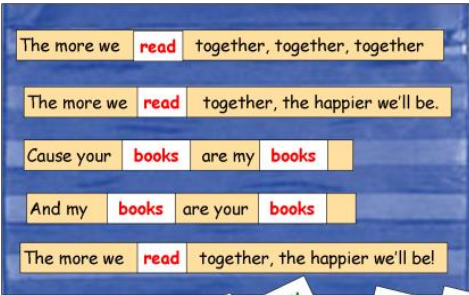 The more we read together, together, together
The more we read together, the happier we'll be.
Cause your books are my books
And my books are your books
The more we read together, the happier we'll be!